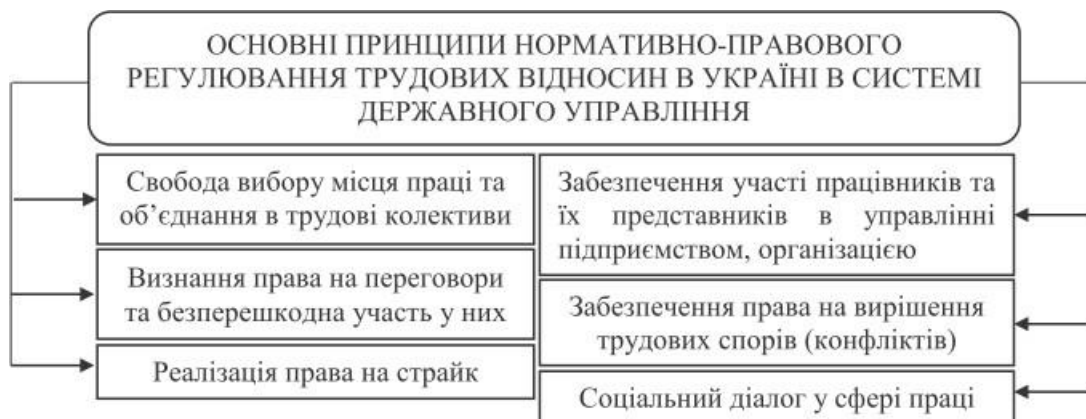 ОСНОВНІ ПРИНЦИПИ НОРМАТИВНО-ПРАВОВОГО
РЕГУЛЮВАННЯ ТРУДОВИХ ВІДНОСИН В УКРАЇНІ В СИСТЕМІ
ДЕРЖАВНОГО УПРАВЛІННЯ
Свобода вибору місця праці та
об’єднання в трудові колективи
Визнання права на переговори
та безперешкодна участь у них
Реалізація права на страйк
Забезпечення участі працівників та
їх представників в управлінні
підприємством, організацією
Забезпечення права на вирішення
трудових спорів (конфліктів)
Соціальний діалог у сфері праці